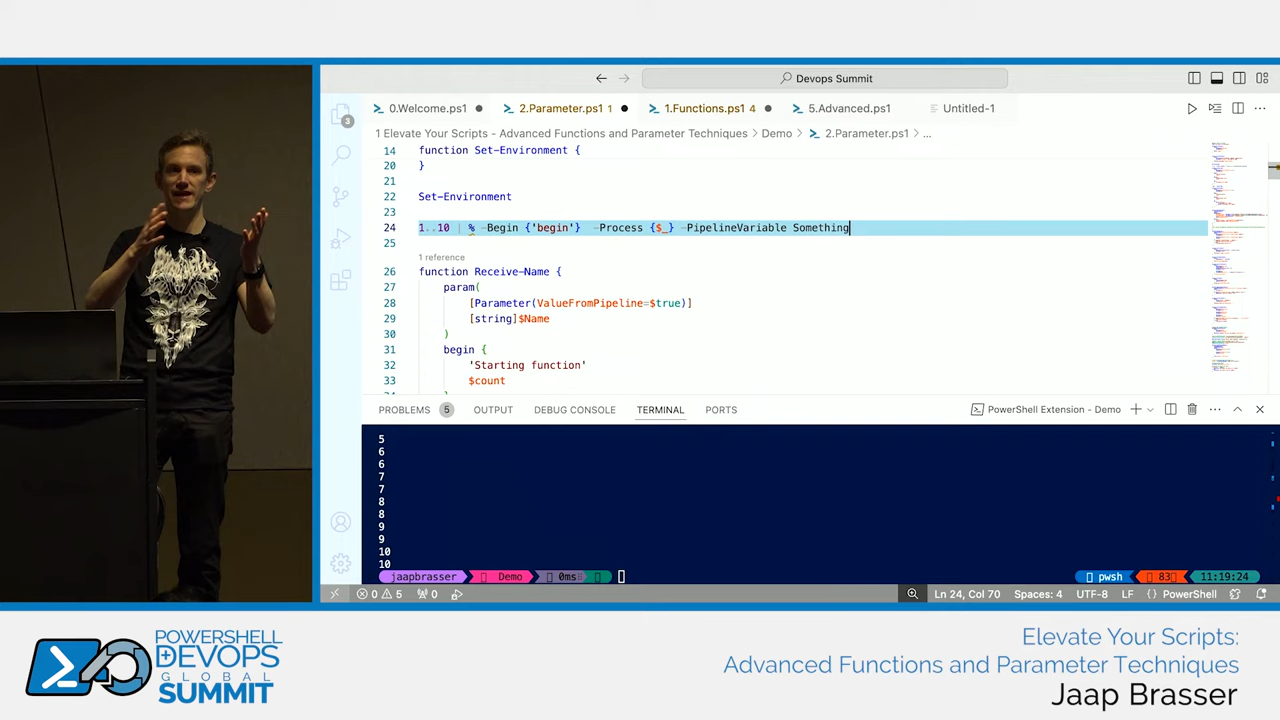 Devops Summit
0.Welcome.ps1
2.Parameter.ps1 1
1.Functions.ps1 4
5.Advanced.ps1
Untitled-1
1 Elevate Your Scripts - Advanced Functions and Parameter Techniques > Demo > 2.Parameter.ps1 > ...
3
14 function Set-Environment {
20 }
21
22 Set-Environment
23
24 % -Begin 'begin'} -Process {$_}
25
1 reference
26 function Receive-Name {
27 param(
28 [Parameter(ValueFromPipeline=$true)]
29 [string]$Name
30 )
31 begin {
32 'Starting function'
33 $count
PROBLEMS 5 OUTPUT DEBUG CONSOLE TERMINAL PORTS
PowerShell Extension - Demo
5
6
6
7
7
8
8
9
9
10
10
jaapbrasser Demo 0ms
pwsh 83 11:19:24
0 5 0
Ln 24, Col 70 Spaces: 4 UTF-8 LF { } PowerShell
POWERSHELL
DEVOPS
GLOBAL
SUMMIT
Elevate Your Scripts:
Advanced Functions and Parameter Techniques
Jaap Brasser